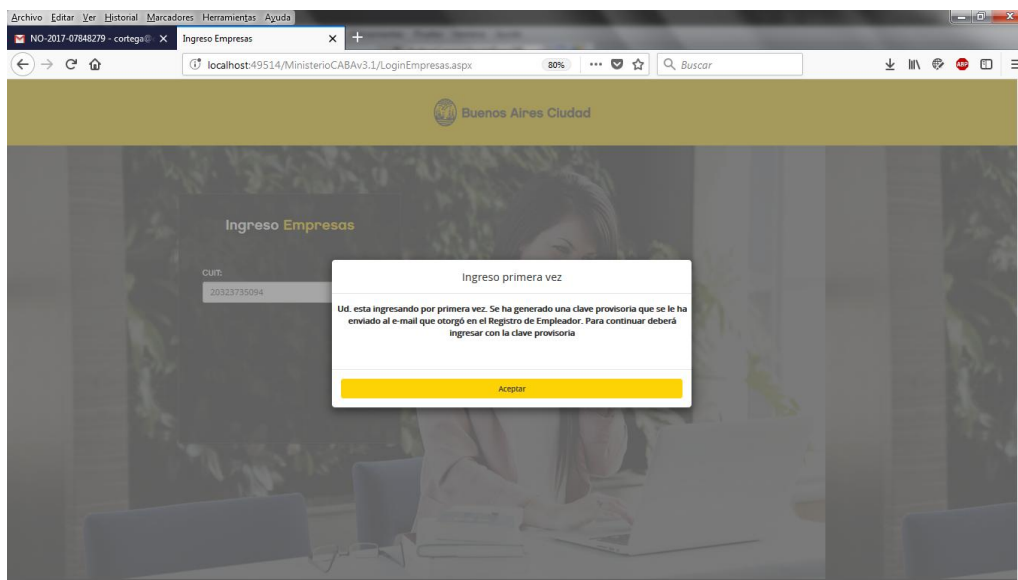 Archivo Editar Ver Historial Marcadores Herramientas Ayuda
NO-2017-07848279 - cortega@
Ingreso Empresas
localhost:49514/MinisterioCABAv3.1/LoginEmpresas.aspx
80%
Buscar
Buenos Aires Ciudad
Ingreso Empresas
CUIT:
20323735094
Ingreso primera vez
Ud. esta ingresando por primera vez. Se ha generado una clave provisoria que se le ha
enviado al e-mail que otorgó en el Registro de Empleador. Para continuar deberá
ingresar con la clave provisoria
Aceptar